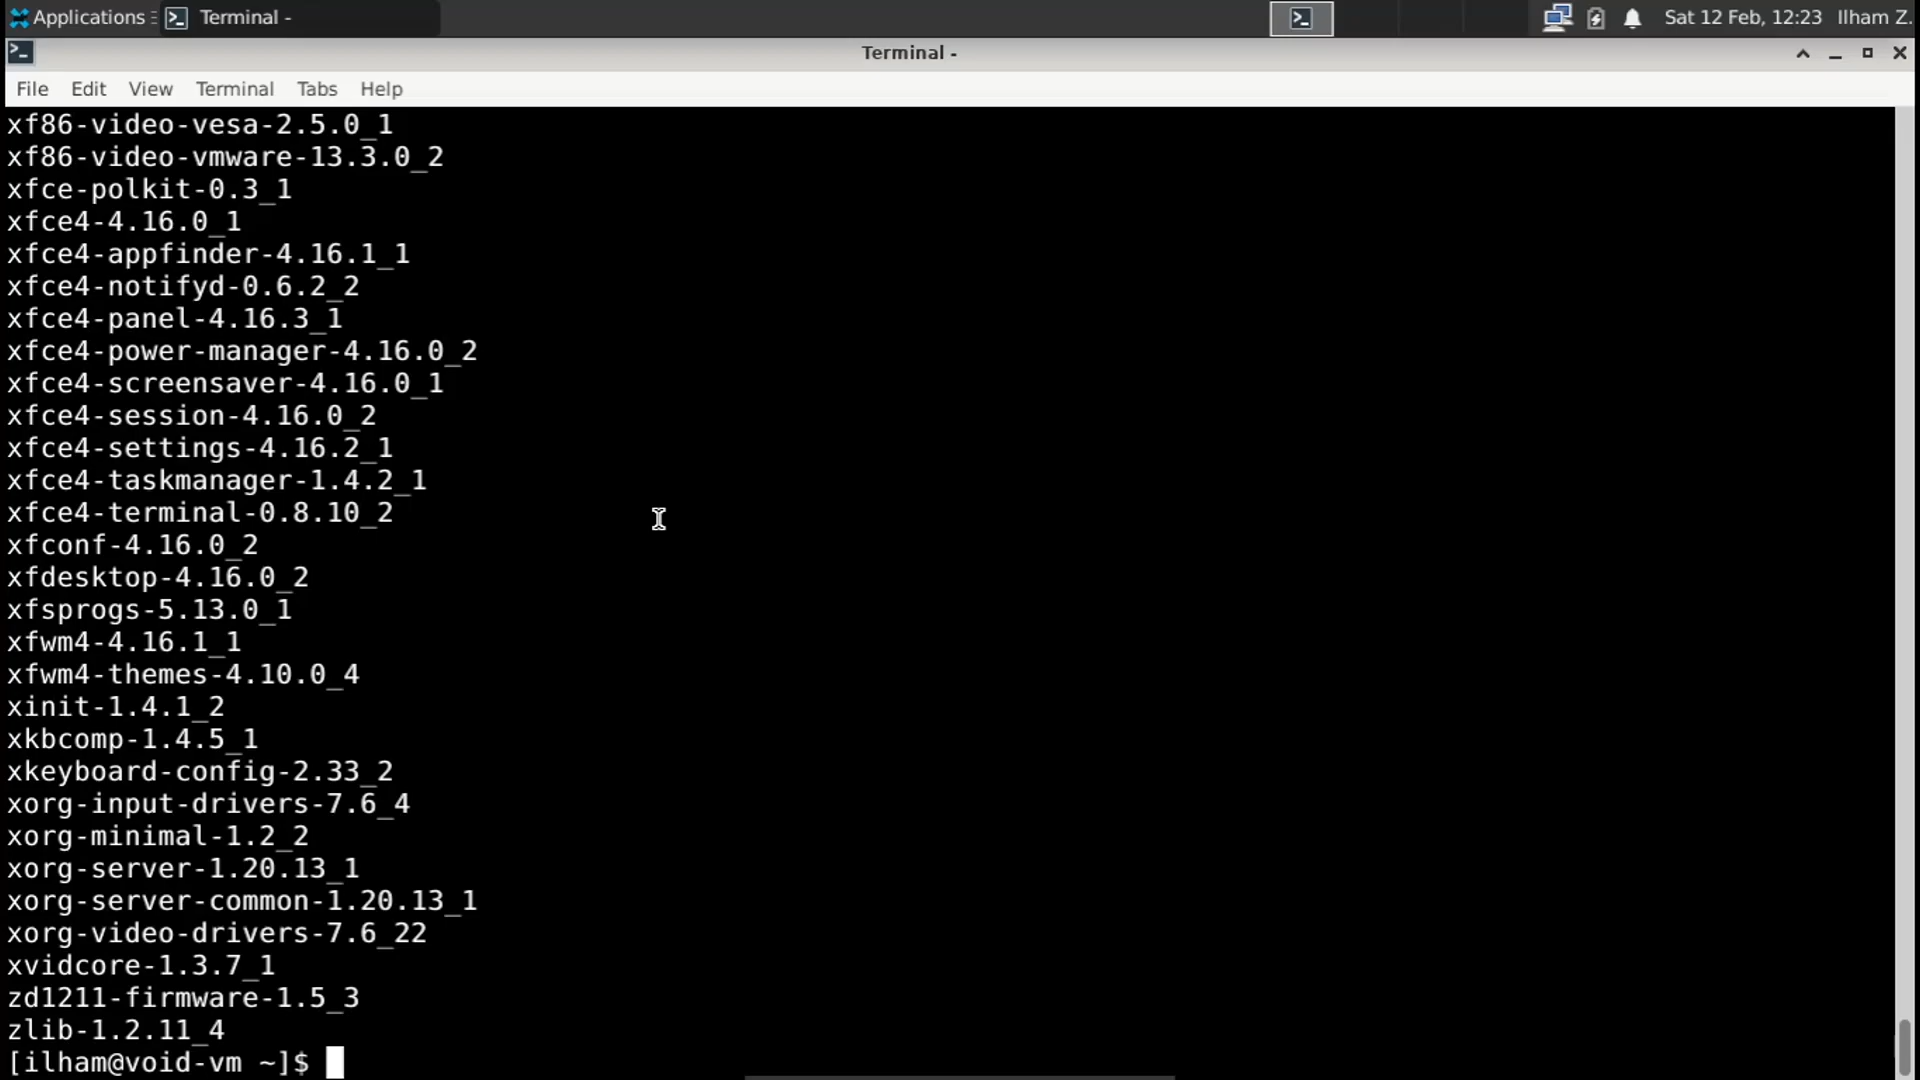 Applications
Terminal -
Sat 12 Feb, 12:23
Ilham Z.
Terminal -
File Edit View Terminal Tabs Help
xf86-video-vesa-2.5.0_1
xf86-video-vmware-13.3.0_2
xfce-polkit-0.3_1
xfce4-4.16.0_1
xfce4-appfinder-4.16.1_1
xfce4-notifyd-0.6.2_2
xfce4-panel-4.16.3_1
xfce4-power-manager-4.16.0_2
xfce4-screensaver-4.16.0_1
xfce4-session-4.16.0_2
xfce4-settings-4.16.2_1
xfce4-taskmanager-1.4.2_1
xfce4-terminal-0.8.10_2
xfconf-4.16.0_2
xfdesktop-4.16.0_2
xfsprogs-5.13.0_1
xfwm4-4.16.1_1
xfwm4-themes-4.10.0_4
xinit-1.4.1_2
xkbcomp-1.4.5_1
xkeyboard-config-2.33_2
xorg-input-drivers-7.6_4
xorg-minimal-1.2_2
xorg-server-1.20.13_1
xorg-server-common-1.20.13_1
xorg-video-drivers-7.6_22
xvidcore-1.3.7_1
zd1211-firmware-1.5_3
zlib-1.2.11_4
[ilham@void-vm ~]$